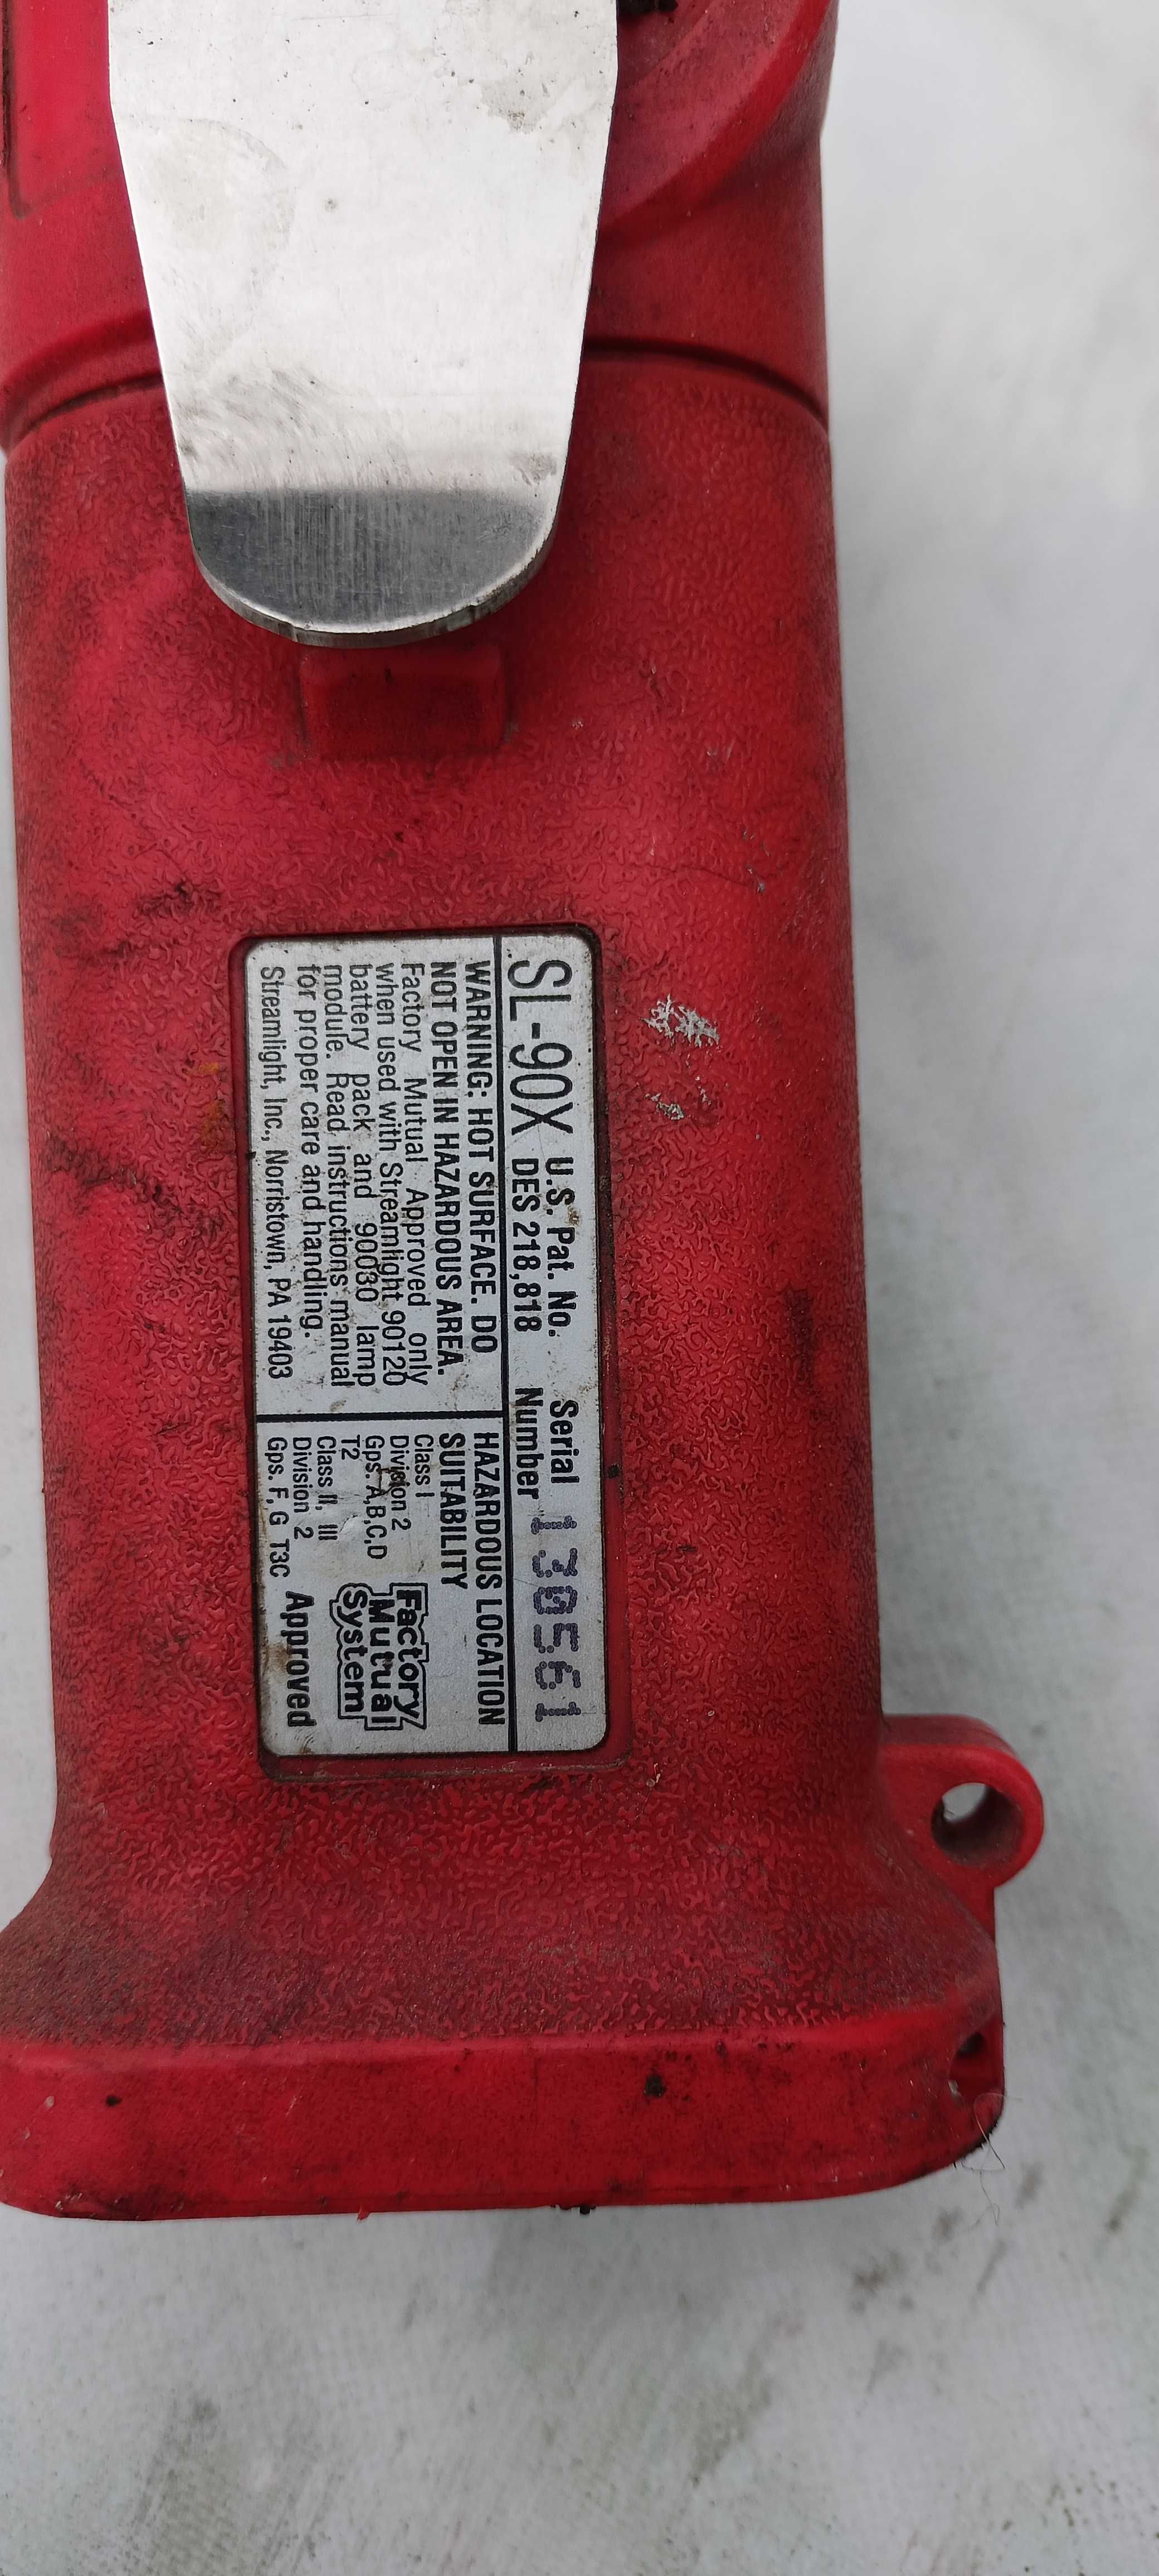 SL-90X U.S. Pat. No. DES 218,818 Serial Number 130561
WARNING: HOT SURFACE. DO
NOT OPEN IN HAZARDOUS AREA.
Factory Mutual Approved only
when used with Streamlight 90120
battery pack and 90030 lamp
module. Read instructions manual
for proper care and handling.
Streamlight, Inc., Norristown, PA 19403
HAZARDOUS LOCATION
SUITABILITY
Class I
Division 2
Gps. A,B,C,D
T2
Class II, III
Division 2
Gps. F,G T3C
Factory
Mutual
System
Approved